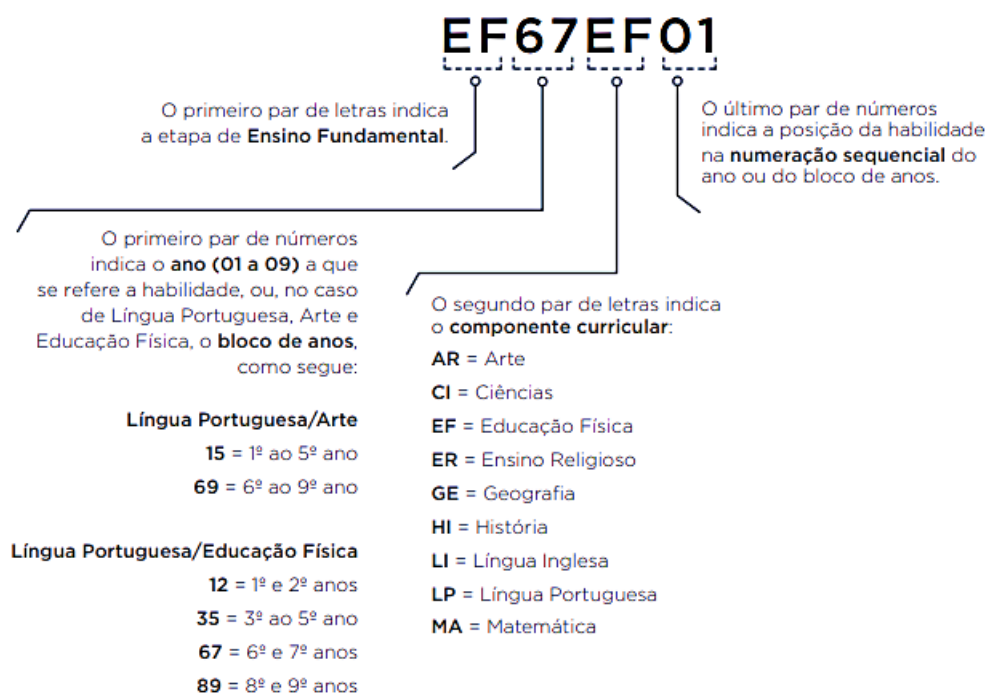 EF67EF01
O primeiro par de letras indica
a etapa de Ensino Fundamental.
O último par de números
indica a posição da habilidade
na numeração sequencial do
ano ou do bloco de anos.
O primeiro par de números
indica o ano (01 a 09) a que
se refere a habilidade, ou, no caso
de Língua Portuguesa, Arte e
Educação Física, o bloco de anos,
como segue:
Língua Portuguesa/Arte
15 = 1º ao 5º ano
69 = 6º ao 9º ano
Língua Portuguesa/Educação Física
12 = 1º e 2º anos
35 = 3º ao 5º ano
67 = 6º e 7º anos
89 = 8º e 9º anos
O segundo par de letras indica
o componente curricular:
AR = Arte
CI = Ciências
EF = Educação Física
ER = Ensino Religioso
GE = Geografia
HI = História
LI = Língua Inglesa
LP = Língua Portuguesa
MA = Matemática